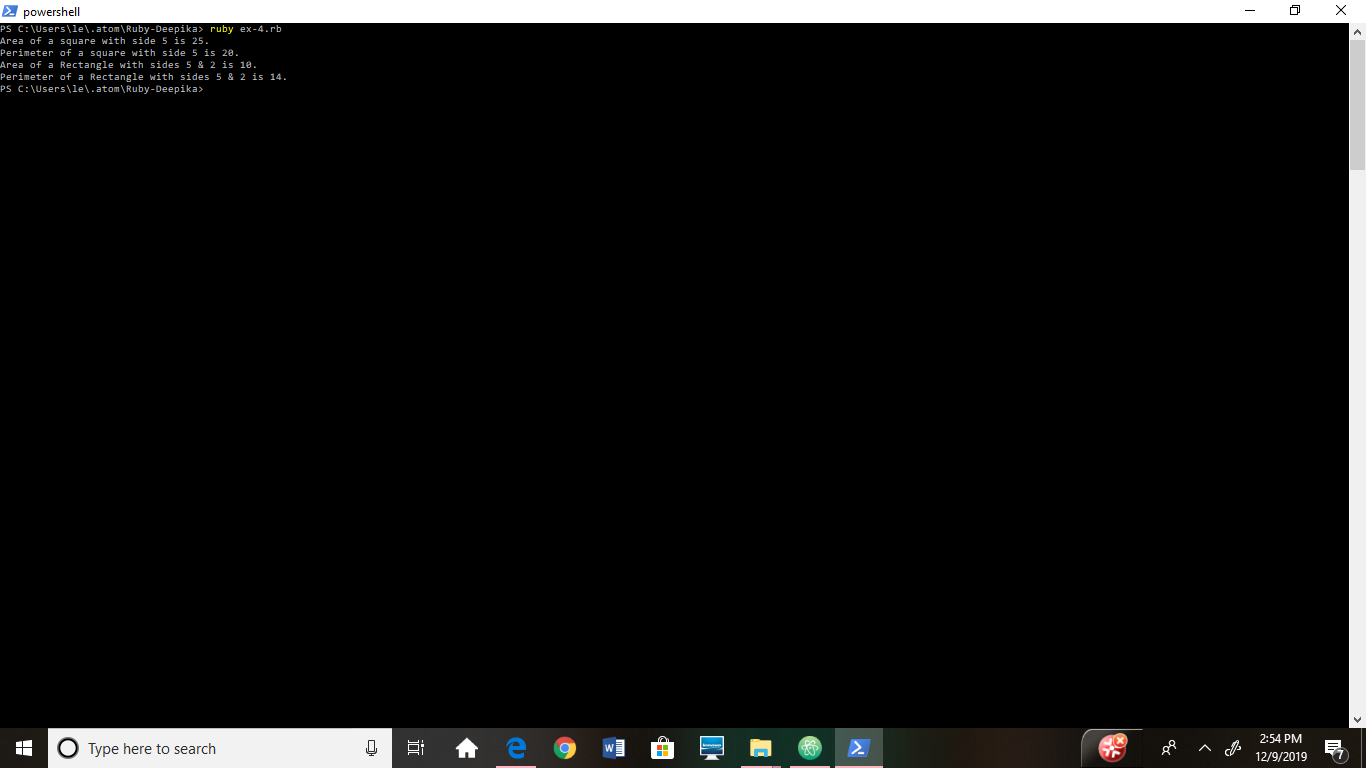 powershell
PS C:\Users\le\.atom\Ruby-Deepika> ruby ex-4.rb
Area of a square with side 5 is 25.
Perimeter of a square with side 5 is 20.
Area of a Rectangle with sides 5 & 2 is 10.
Perimeter of a Rectangle with sides 5 & 2 is 14.
PS C:\Users\le\.atom\Ruby-Deepika>
Type here to search
2:54 PM
12/9/2019
7